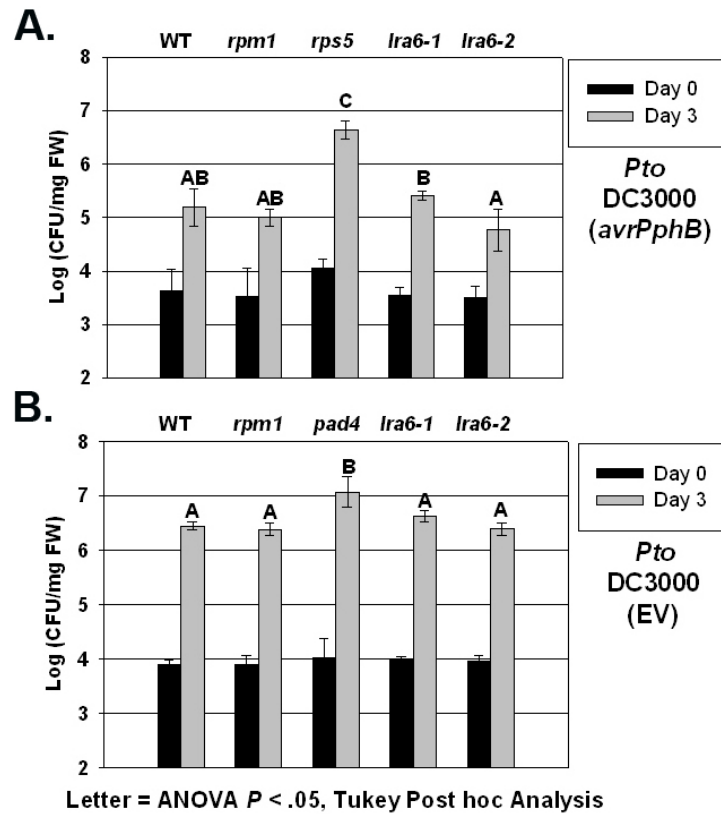 A.
WT rpm1 rps5 lra6-1 lra6-2
8
7
6
5
4
3
2
Log (CFU/mg FW)
AB AB C B A
Day 0
Day 3
Pto
DC3000
(avrPphB)
B.
WT rpm1 pad4 lra6-1 lra6-2
8
7
6
5
4
3
2
Log (CFU/mg FW)
A A B A A
Day 0
Day 3
Pto
DC3000
(EV)
Letter = ANOVA P < .05, Tukey Post hoc Analysis